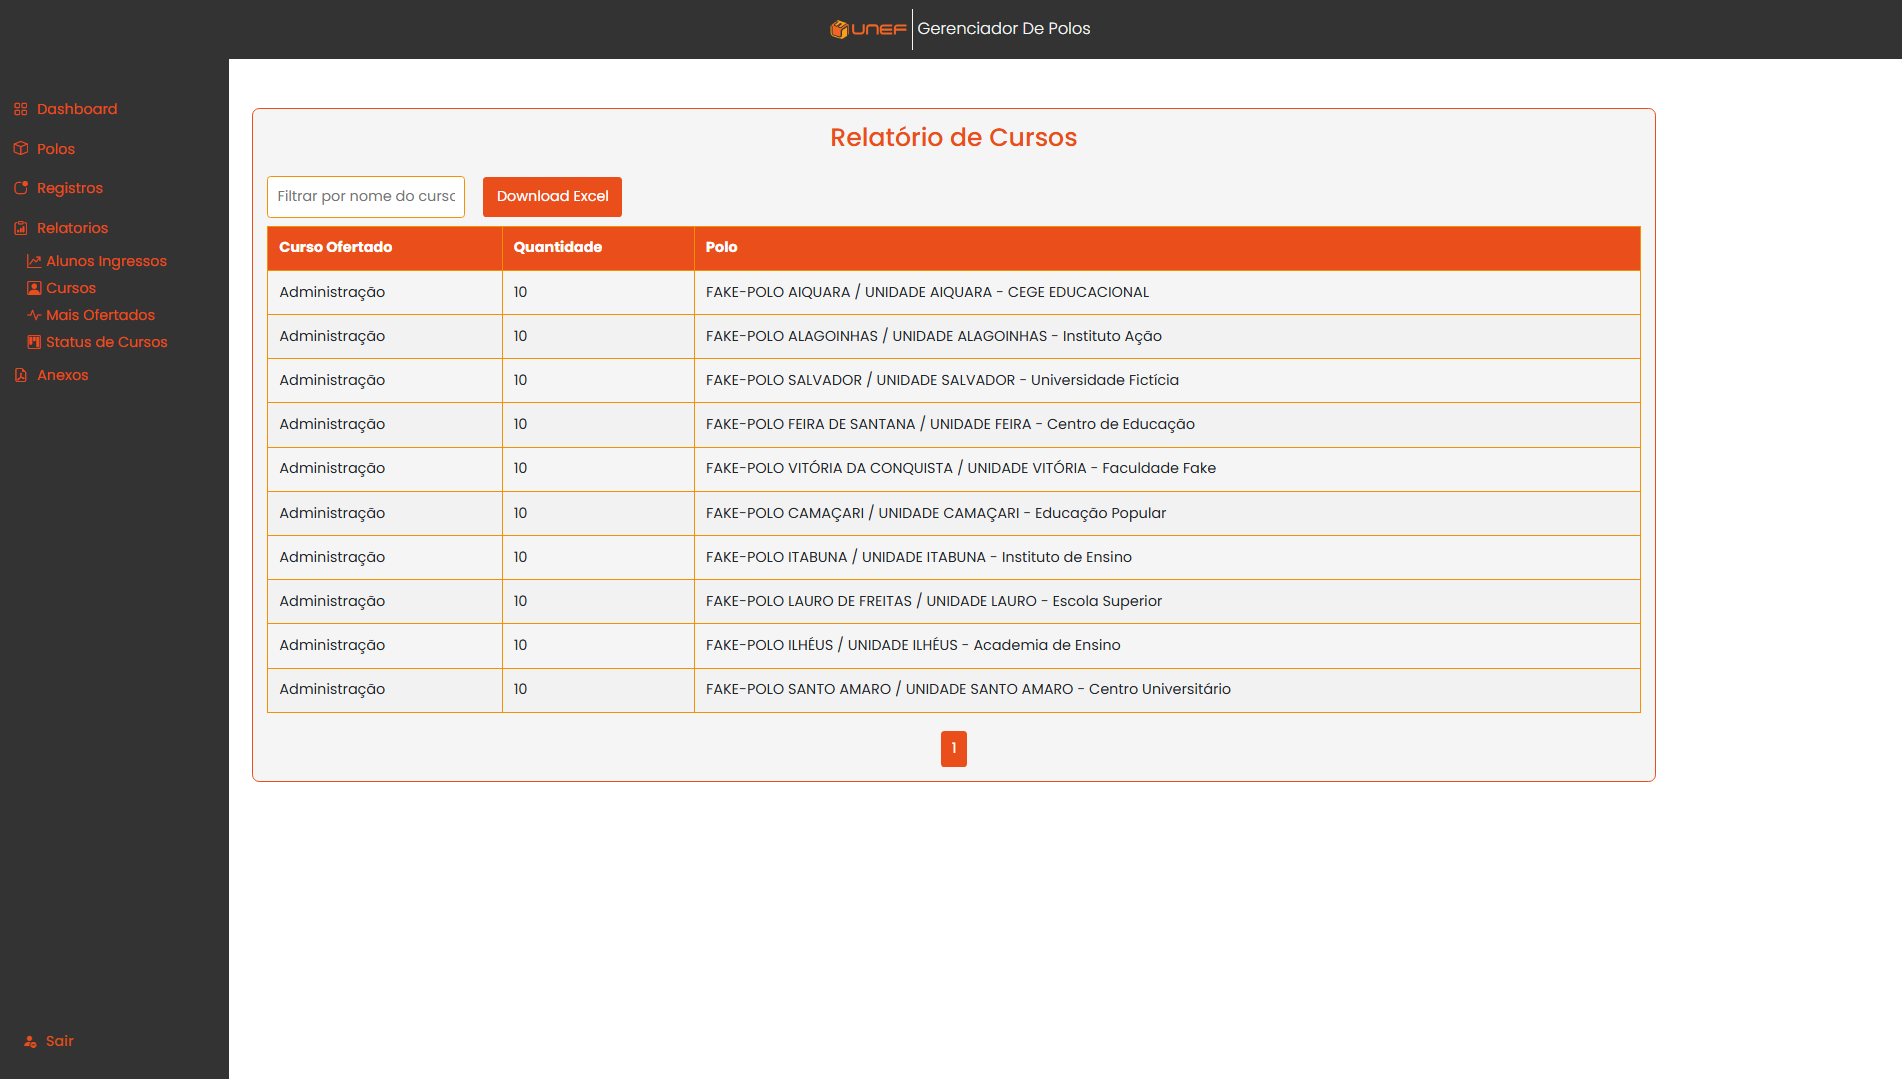 UNEF Gerenciador De Polos
Dashboard
Polos
Registros
Relatorios
Alunos Ingressos
Cursos
Mais Ofertados
Status de Cursos
Anexos
Sair
Relatório de Cursos
Filtrar por nome do curso Download Excel
Curso Ofertado Quantidade Polo
Administração 10 FAKE-POLO AIQUARA / UNIDADE AIQUARA - CEGE EDUCACIONAL
Administração 10 FAKE-POLO ALAGOINHAS / UNIDADE ALAGOINHAS - Instituto Ação
Administração 10 FAKE-POLO SALVADOR / UNIDADE SALVADOR - Universidade Fictícia
Administração 10 FAKE-POLO FEIRA DE SANTANA / UNIDADE FEIRA - Centro de Educação
Administração 10 FAKE-POLO VITÓRIA DA CONQUISTA / UNIDADE VITÓRIA - Faculdade Fake
Administração 10 FAKE-POLO CAMAÇARI / UNIDADE CAMAÇARI - Educação Popular
Administração 10 FAKE-POLO ITABUNA / UNIDADE ITABUNA - Instituto de Ensino
Administração 10 FAKE-POLO LAURO DE FREITAS / UNIDADE LAURO - Escola Superior
Administração 10 FAKE-POLO ILHÉUS / UNIDADE ILHÉUS - Academia de Ensino
Administração 10 FAKE-POLO SANTO AMARO / UNIDADE SANTO AMARO - Centro Universitário
1